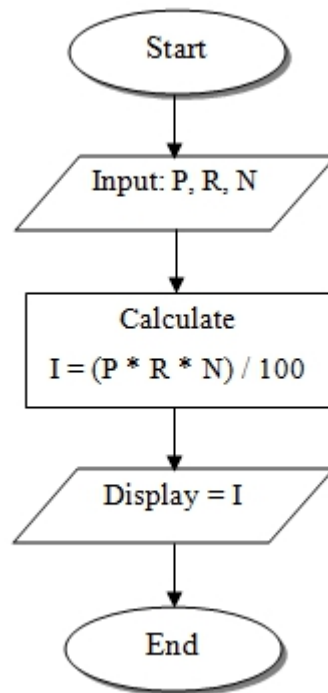 Start
Input: P, R, N
Calculate
I = (P * R * N) / 100
Display = I
End